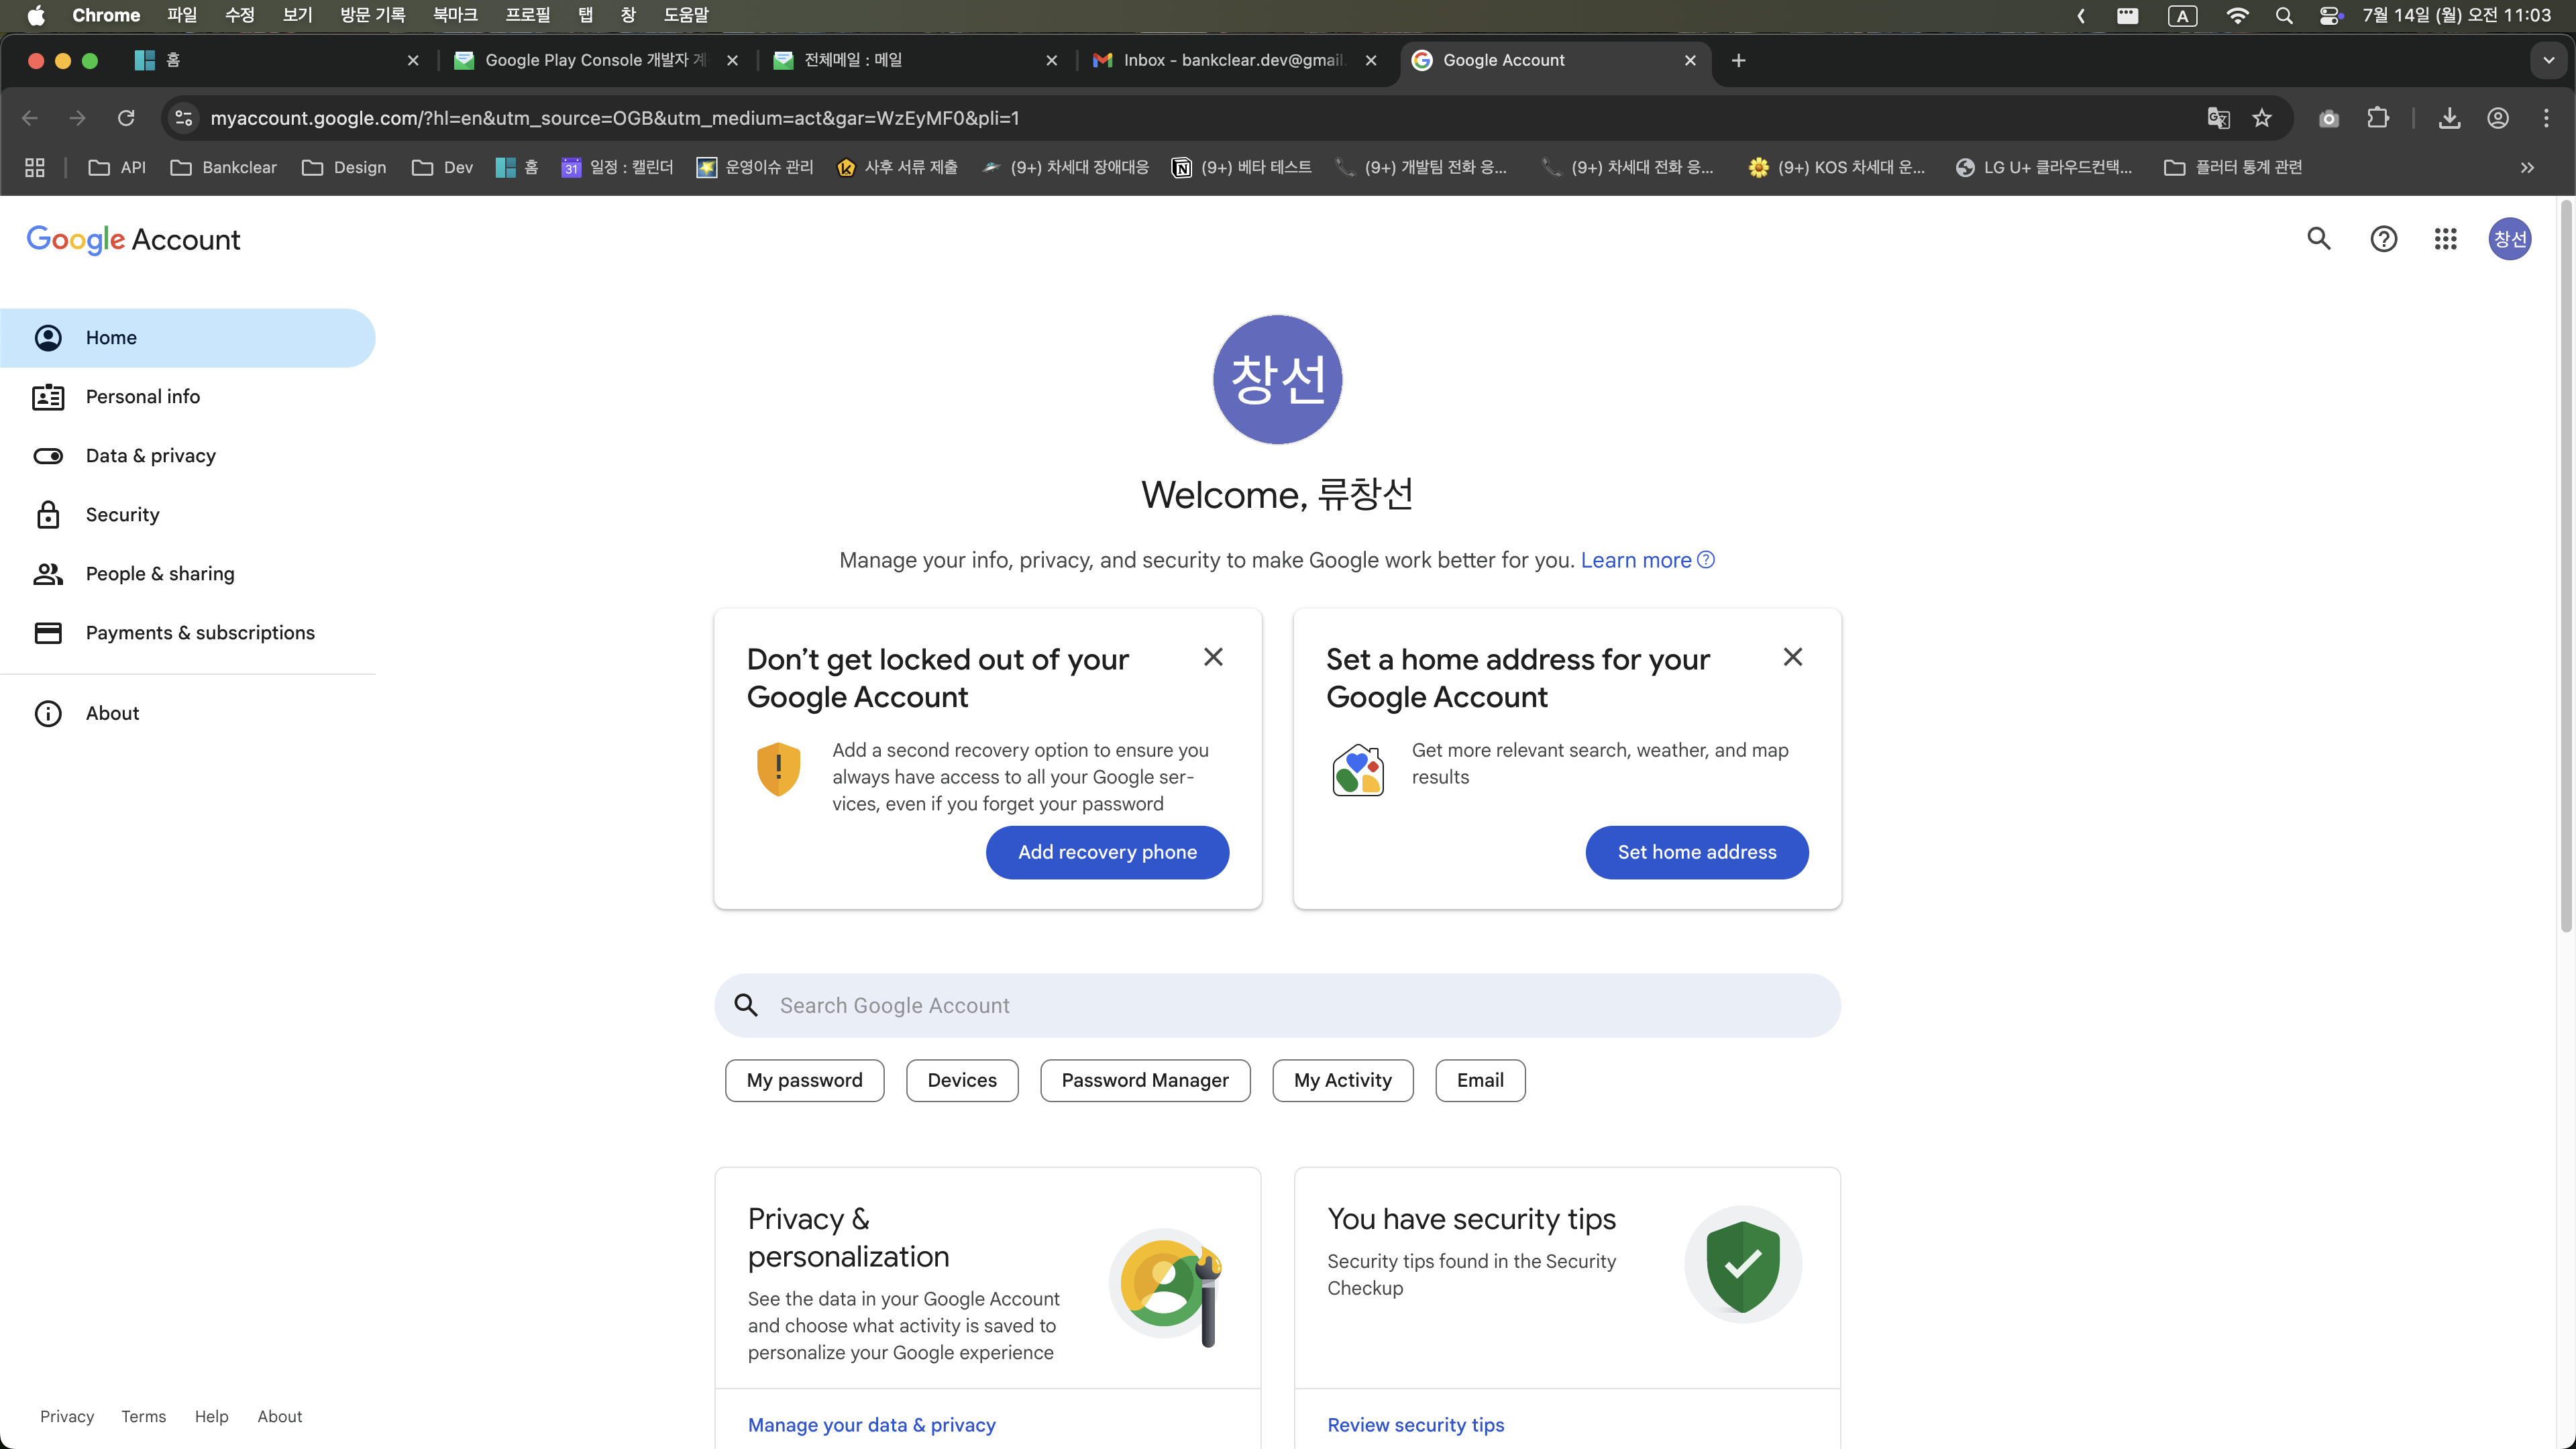 Chrome 파일 수정 보기 방문 기록 북마크 프로필 탭 창 도움말 A 7월 14일 (월) 오전 11:03
홈 Google Play Console 개발자 계 전체메일 : 메일 Inbox - bankclear.dev@gmail. Google Account
myaccount.google.com/?hl=en&utm_source=OGB&utm_medium=act&gar=WzEyMF0&pli=1
API Bankclear Design Dev 홈 31 일정 : 캘린더 운영이슈 관리 사후 서류 제출 (9+) 차세대 장애대응 (9+) 베타 테스트 (9+) 개발팀 전화 응... (9+) 차세대 전화 응... (9+) KOS 차세대 운... LG U+ 클라우드컨택... 플러터 통계 관련
Google Account
창선
Home
Personal info
Data & privacy
Security
People & sharing
Payments & subscriptions
About
창선
Welcome, 류창선
Manage your info, privacy, and security to make Google work better for you. Learn more
Don’t get locked out of your
Google Account
Add a second recovery option to ensure you
always have access to all your Google ser-
vices, even if you forget your password
Add recovery phone
Set a home address for your
Google Account
Get more relevant search, weather, and map
results
Set home address
Search Google Account
My password Devices Password Manager My Activity Email
Privacy &
personalization
See the data in your Google Account
and choose what activity is saved to
personalize your Google experience
Manage your data & privacy
You have security tips
Security tips found in the Security
Checkup
Review security tips
Privacy Terms Help About